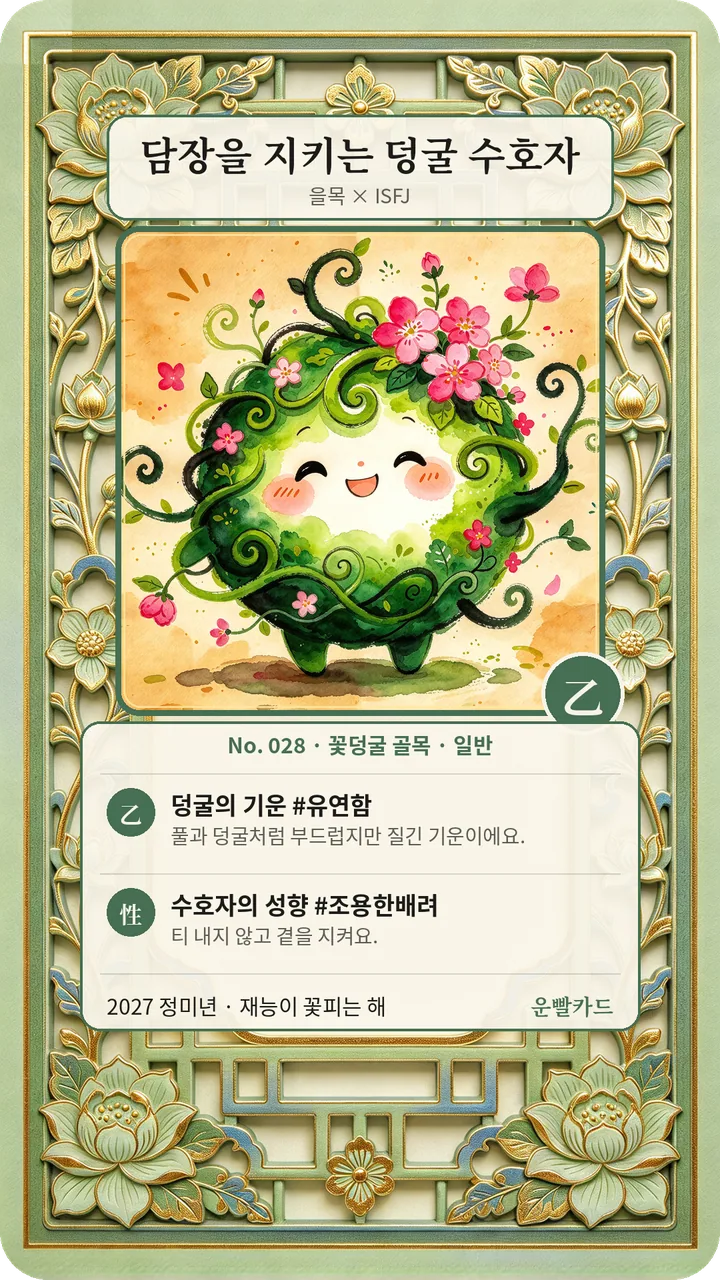 담장을 지키는 덩굴 수호자
을목 × ISFJ
乙
No. 028 · 꽃덩굴 골목 · 일반
乙
덩굴의 기운 #유연함
풀과 덩굴처럼 부드럽지만 질긴 기운이에요.
性
수호자의 성향 #조용한배려
티 내지 않고 곁을 지켜요.
2027 정미년 · 재능이 꽃피는 해
운빨카드